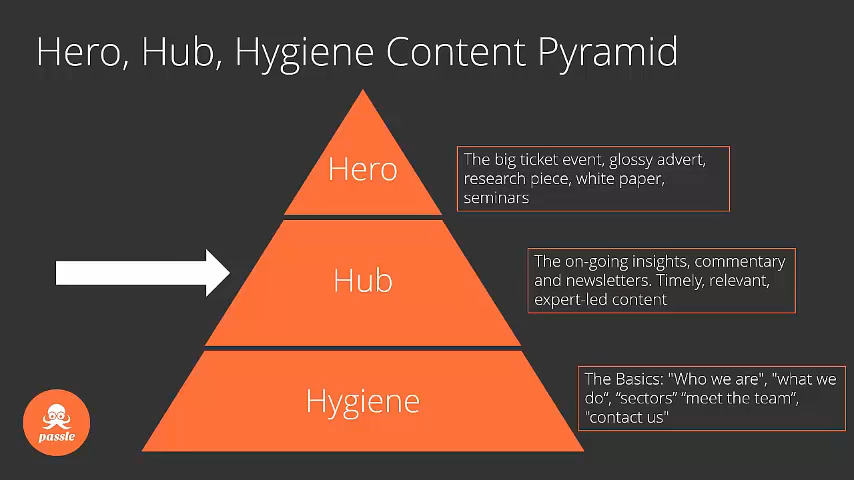 Hero, Hub, Hygiene Content Pyramid
Hero
The big ticket event, glossy advert,
research piece, white paper,
seminars
Hub
The on-going insights, commentary
and newsletters. Timely, relevant,
expert-led content
Hygiene
The Basics: "Who we are", "what we
do", "sectors" "meet the team",
"contact us"
passle